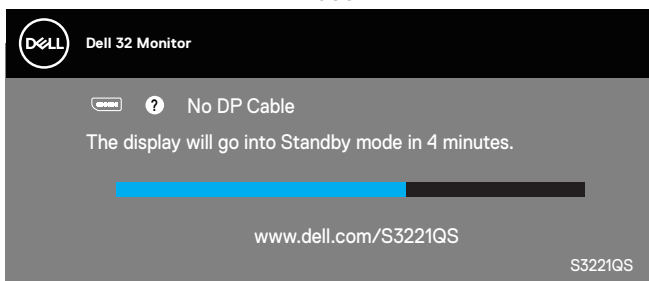 DELL
Dell 32 Monitor
? No DP Cable
The display will go into Standby mode in 4 minutes.
www.dell.com/S3221QS
S3221QS